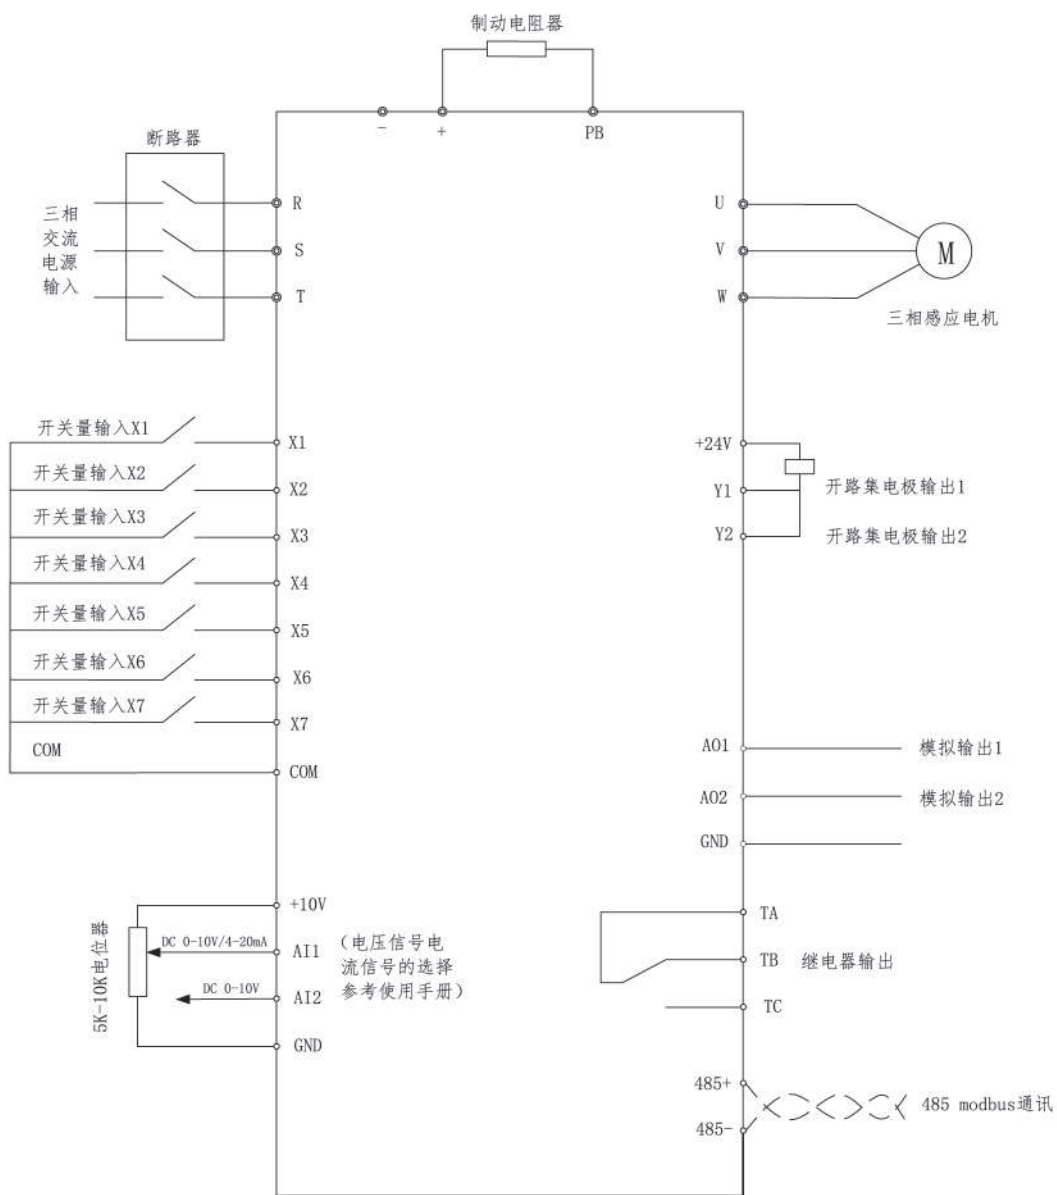 制动电阻器
-
+
PB
断路器
三相
交流
电源
输入
R
S
T
U
V
W
M
三相感应电机
开关量输入X1
X1
开关量输入X2
X2
开关量输入X3
X3
开关量输入X4
X4
开关量输入X5
X5
开关量输入X6
X6
开关量输入X7
X7
COM
COM
+24V
Y1
开路集电极输出1
Y2
开路集电极输出2
AO1
模拟输出1
AO2
模拟输出2
GND
5K-10K电位器
+10V
DC 0-10V/4-20mA
AI1
DC 0-10V
AI2
GND
(电压信号电
流信号的选择
参考使用手册)
TA
TB
继电器输出
TC
485+
485-
485 modbus通讯